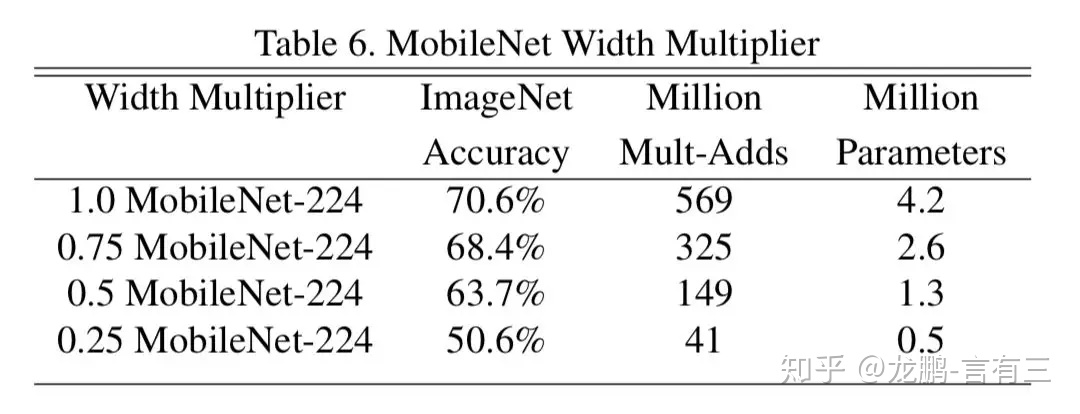 Table 6. MobileNet Width Multiplier
Width Multiplier ImageNet Million Million
Accuracy Mult-Adds Parameters
1.0 MobileNet-224 70.6% 569 4.2
0.75 MobileNet-224 68.4% 325 2.6
0.5 MobileNet-224 63.7% 149 1.3
0.25 MobileNet-224 50.6% 41 0.5
知乎 @龙鹏-言有三